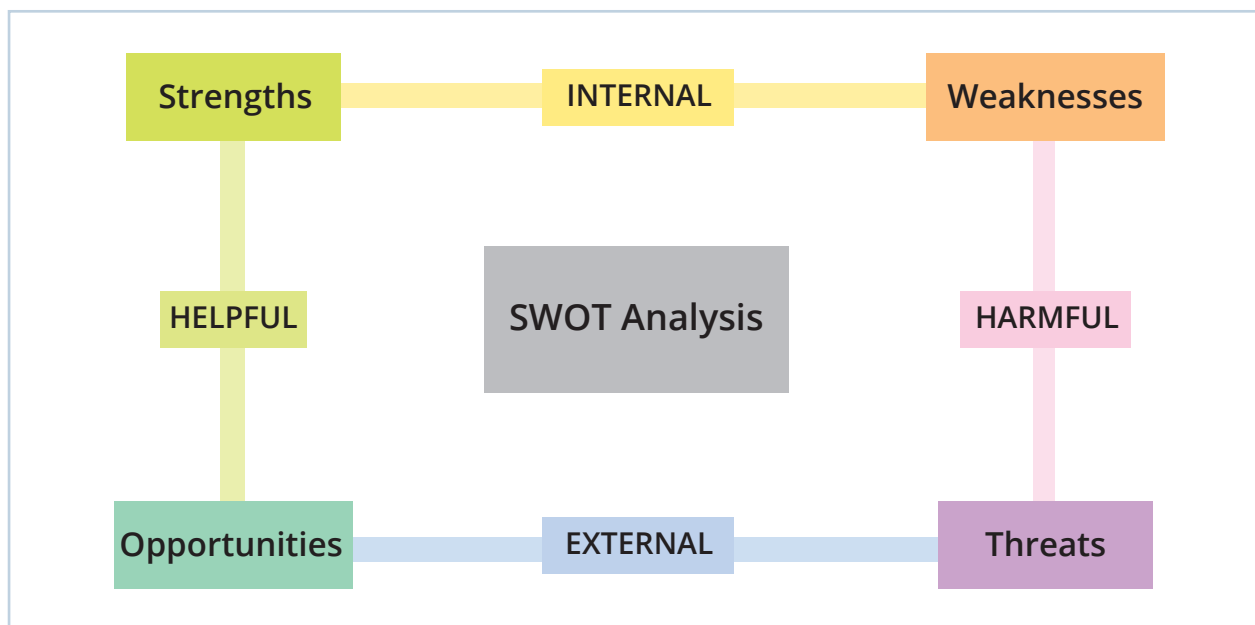 Strengths
INTERNAL
Weaknesses
HELPFUL
SWOT Analysis
HARMFUL
Opportunities
EXTERNAL
Threats